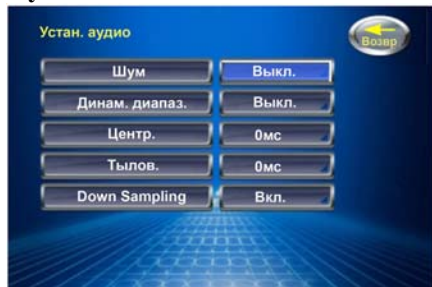 Устан. аудио
Возвр
Шум Выкл.
Динам. диапаз. Выкл.
Центр. 0мс
Тылов. 0мс
Down Sampling Вкл.